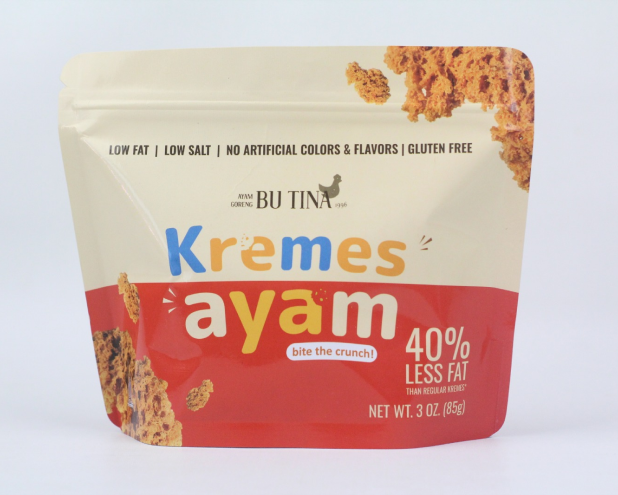 LOW FAT | LOW SALT | NO ARTIFICIAL COLORS & FLAVORS | GLUTEN FREE
AYAM GORENG BU TINA 1996
Kremes
ayam
bite the crunch!
40%
LESS FAT
THAN REGULAR KREMES*
NET WT. 3 OZ. (85g)